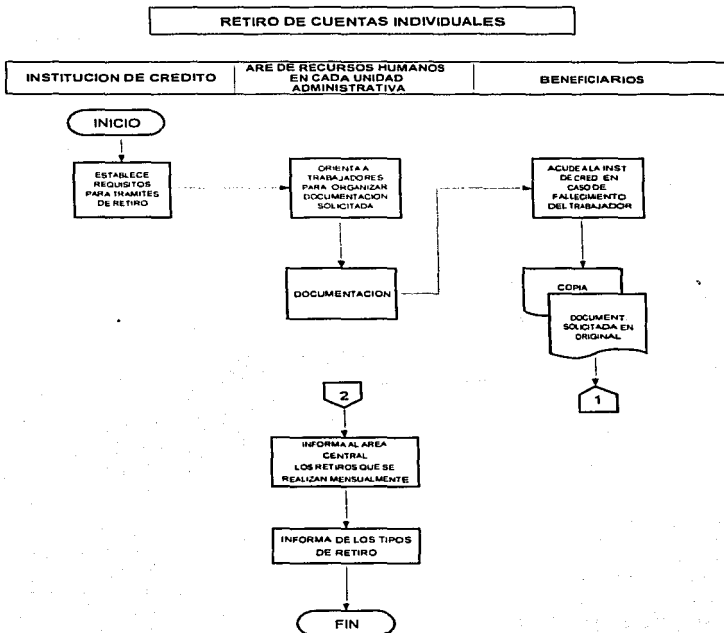 RETIRO DE CUENTAS INDIVIDUALES
INSTITUCION DE CREDITO
ARE DE RECURSOS HUMANOS
EN CADA UNIDAD
ADMINISTRATIVA
BENEFICIARIOS
INICIO
ESTABLECE
REQUISITOS
PARA TRAMITES
DE RETIRO
ORIENTA A
TRABAJADORES
PARA ORGANIZAR
DOCUMENTACION
SOLICITADA
ACUDE A LA INST
DE CRED EN
CASO DE
FALLECIMENTO
DEL TRABAJADOR
DOCUMENTACION
COPIA
DOCUMENT.
SOLICITADA EN
ORIGINAL
1
2
INFORMA AL AREA
CENTRAL
LOS RETIROS QUE SE
REALIZAN MENSUALMENTE
INFORMA DE LOS TIPOS
DE RETIRO
FIN